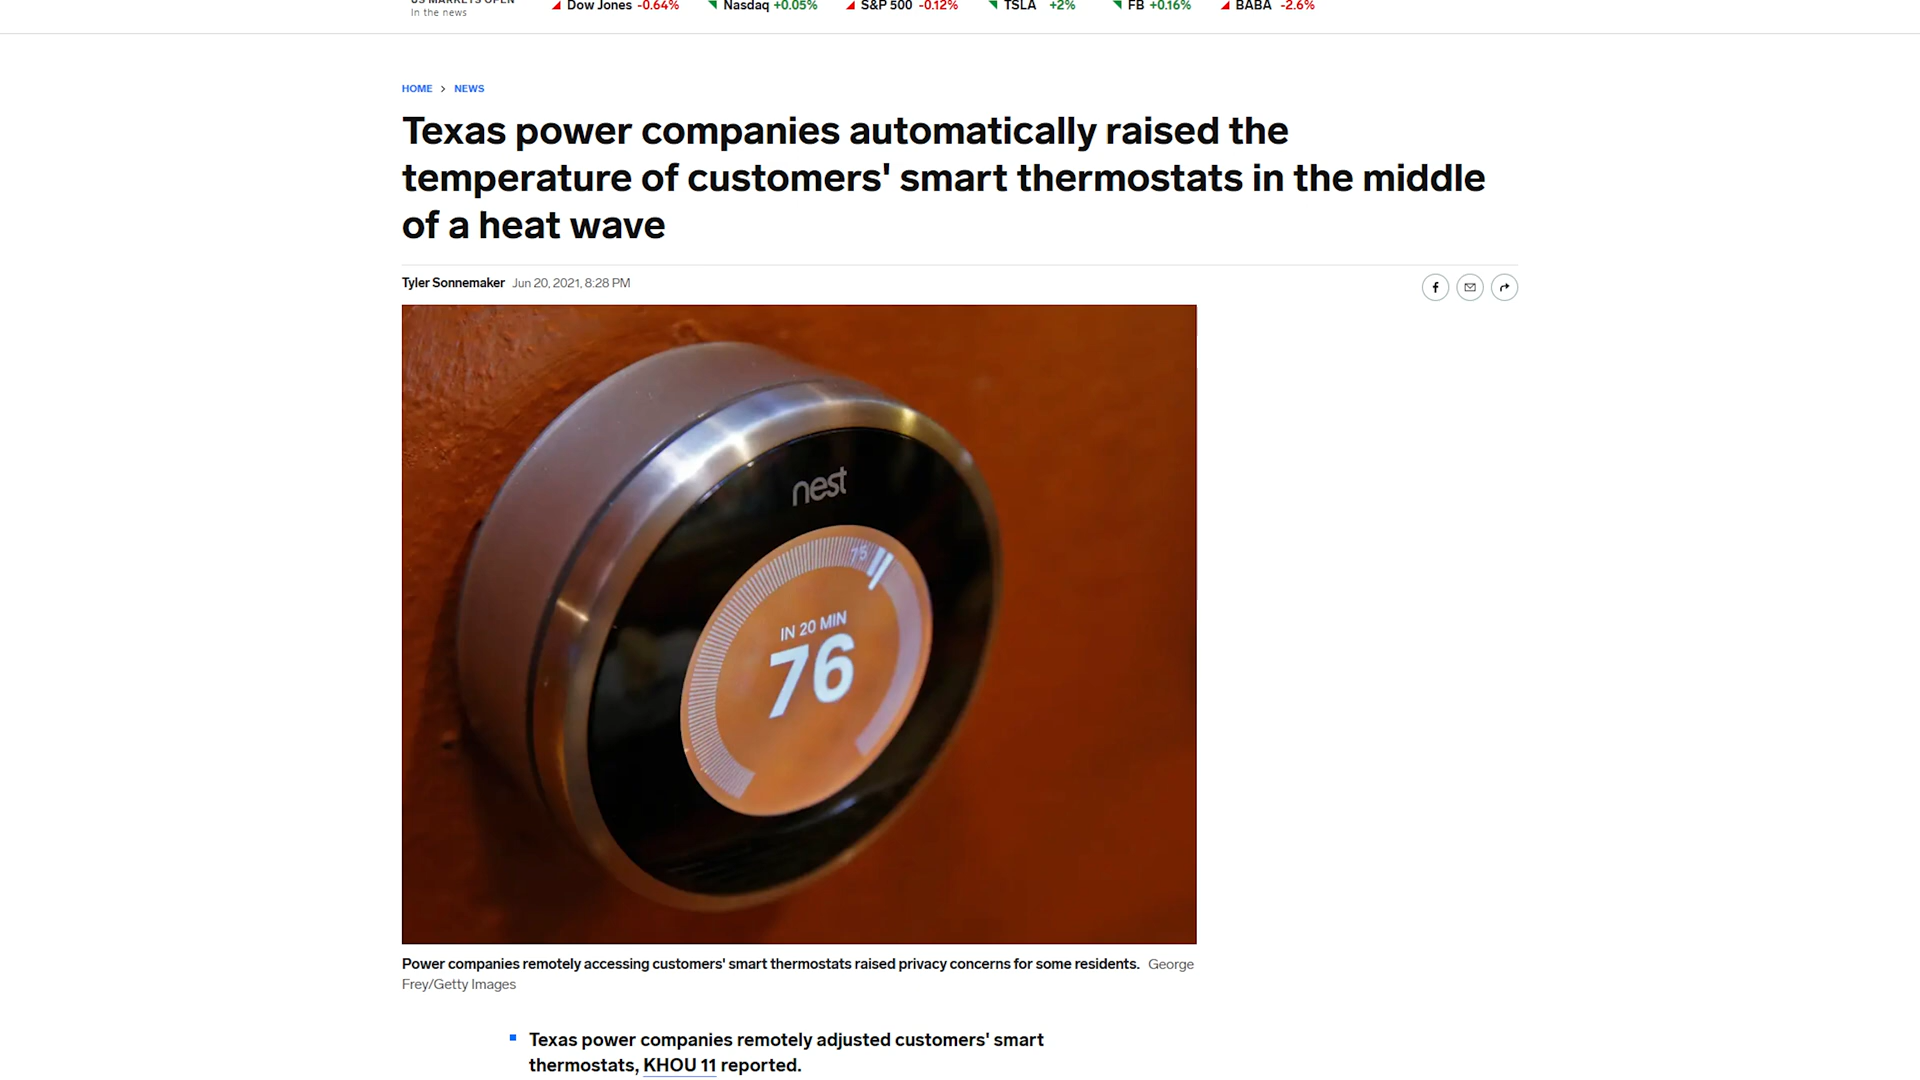 US MARKETS OPEN
In the news
Dow Jones -0.64% Nasdaq +0.05% S&P 500 -0.12% TSLA +2% FB +0.16% BABA -2.6%
HOME > NEWS
Texas power companies automatically raised the
temperature of customers' smart thermostats in the middle
of a heat wave
Tyler Sonnemaker Jun 20, 2021, 8:28 PM
nest
75
IN 20 MIN
76
Power companies remotely accessing customers' smart thermostats raised privacy concerns for some residents. George
Frey/Getty Images
Texas power companies remotely adjusted customers' smart
thermostats, KHOU 11 reported.